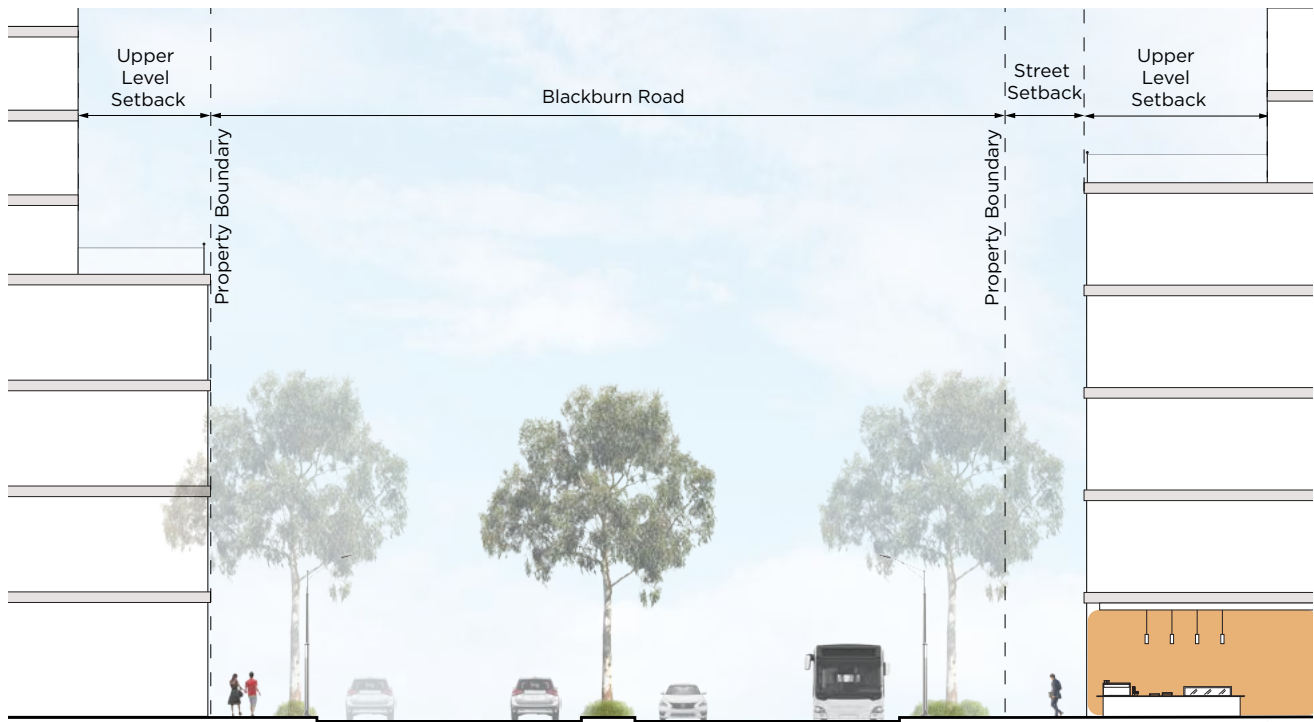 Upper
Level
Setback
Blackburn Road
Street
Setback
Upper
Level
Setback
Property Boundary
Property Boundary